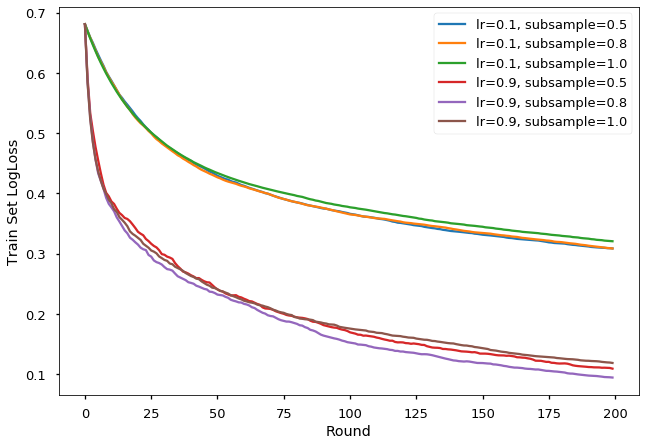 0.7
0.6
0.5
0.4
0.3
0.2
0.1
Train Set LogLoss
lr=0.1, subsample=0.5
lr=0.1, subsample=0.8
lr=0.1, subsample=1.0
lr=0.9, subsample=0.5
lr=0.9, subsample=0.8
lr=0.9, subsample=1.0
0 25 50 75 100 125 150 175 200
Round